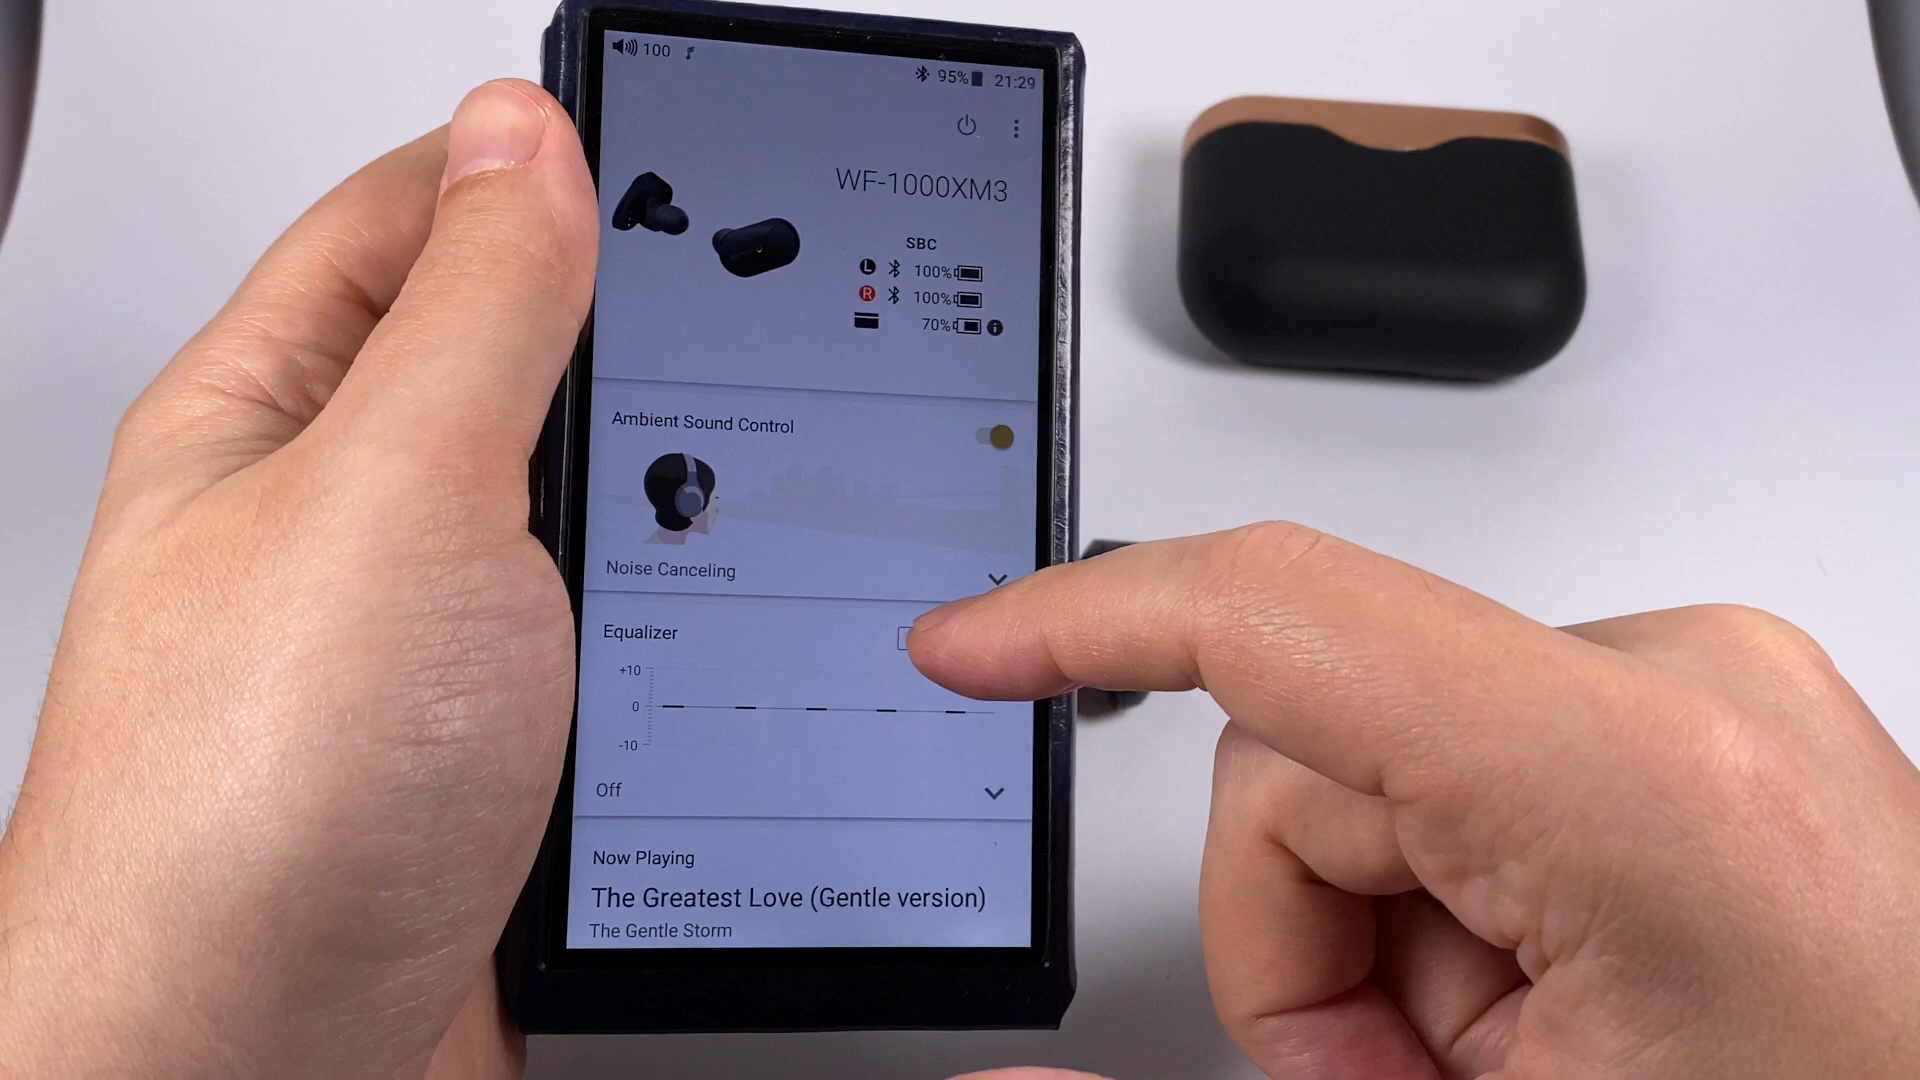 100
95% 21:29
WF-1000XM3
SBC
L 100%
R 100%
70%
Ambient Sound Control
Noise Canceling
Equalizer
+10
0
-10
Off
Now Playing
The Greatest Love (Gentle version)
The Gentle Storm